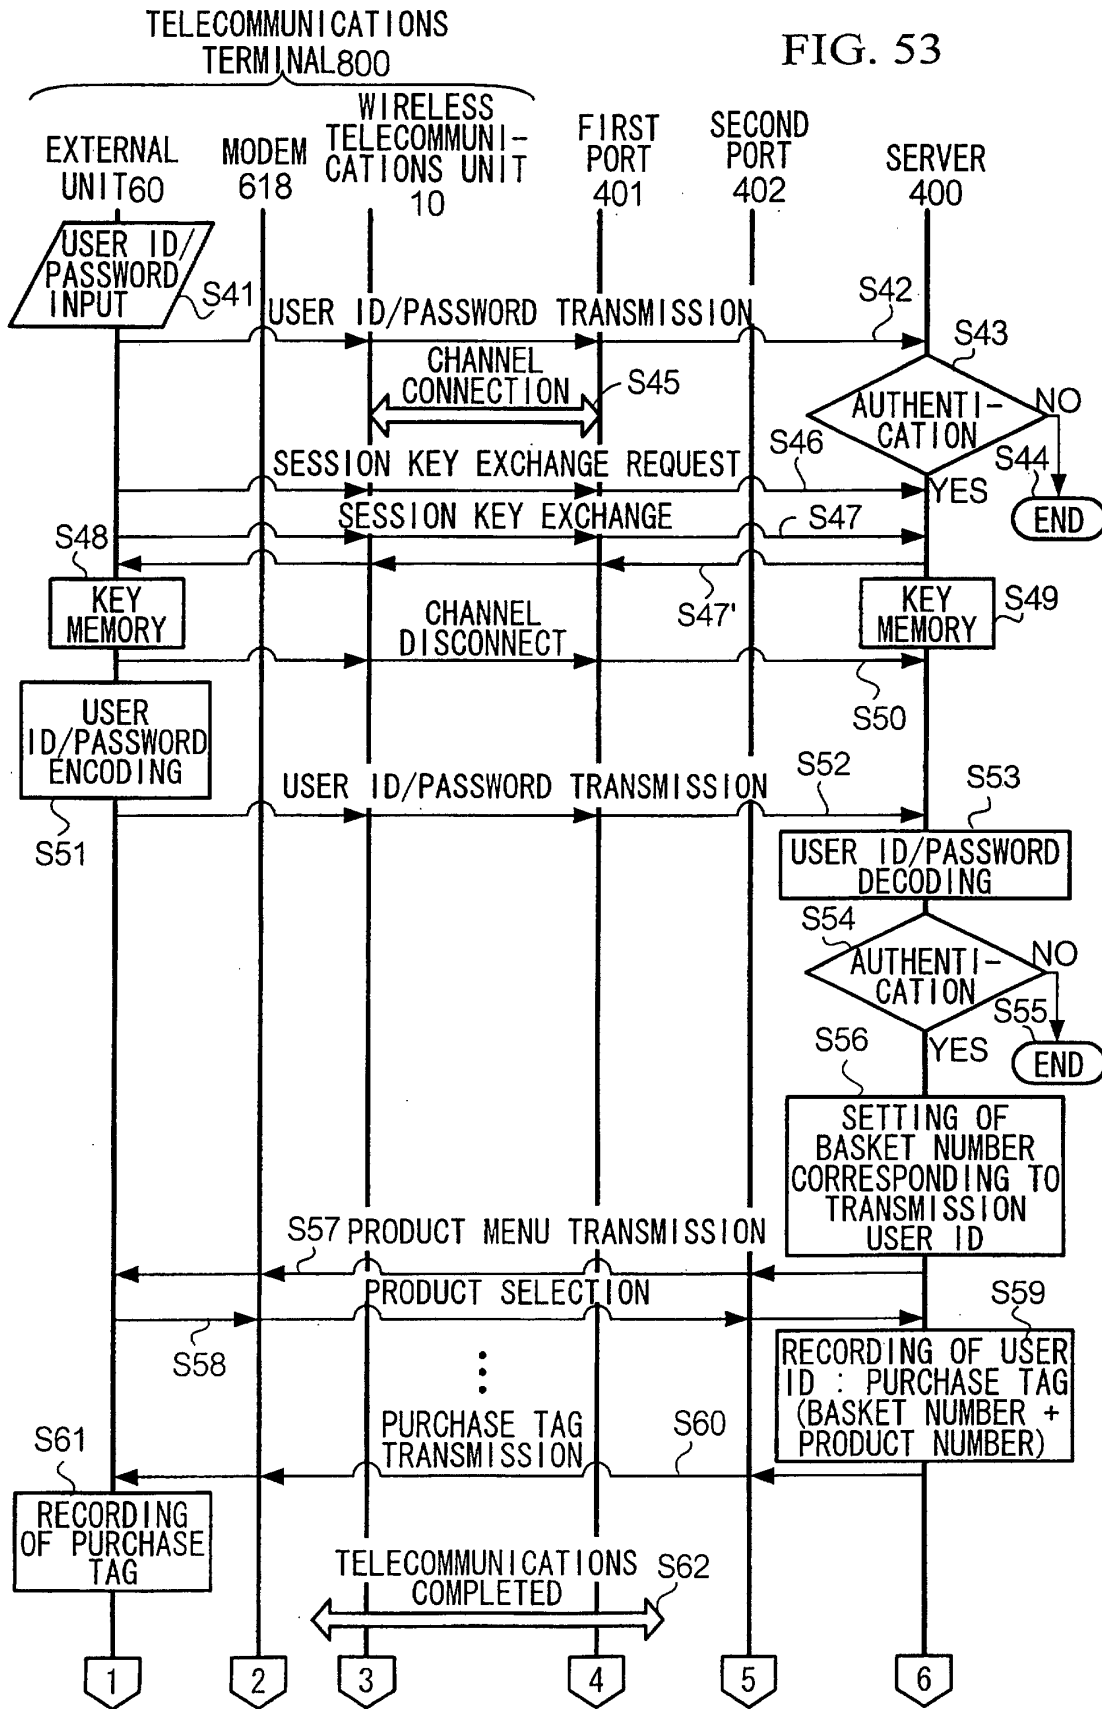 FIG. 53
TELECOMMUNICATIONS
TERMINAL800
EXTERNAL
UNIT60
MODEM
618
WIRELESS
TELECOMMUNI-
CATIONS UNIT
10
FIRST
PORT
401
SECOND
PORT
402
SERVER
400
USER ID/
PASSWORD
INPUT
S41
USER ID/PASSWORD TRANSMISSION
S42
S43
CHANNEL
CONNECTION
S45
AUTHENTI-
CATION
NO
S44
END
YES
SESSION KEY EXCHANGE REQUEST
S46
SESSION KEY EXCHANGE
S47
S47'
S48
KEY
MEMORY
KEY
MEMORY
S49
CHANNEL
DISCONNECT
S50
USER
ID/PASSWORD
ENCODING
S51
USER ID/PASSWORD TRANSMISSION
S52
S53
USER ID/PASSWORD
DECODING
S54
AUTHENTI-
CATION
NO
S55
END
YES
S56
SETTING OF
BASKET NUMBER
CORRESPONDING TO
TRANSMISSION
USER ID
S57
PRODUCT MENU TRANSMISSION
PRODUCT SELECTION
S58
S59
RECORDING OF USER
ID : PURCHASE TAG
(BASKET NUMBER +
PRODUCT NUMBER)
PURCHASE TAG
TRANSMISSION
S60
S61
RECORDING
OF PURCHASE
TAG
TELECOMMUNICATIONS
COMPLETED
S62
1
2
3
4
5
6